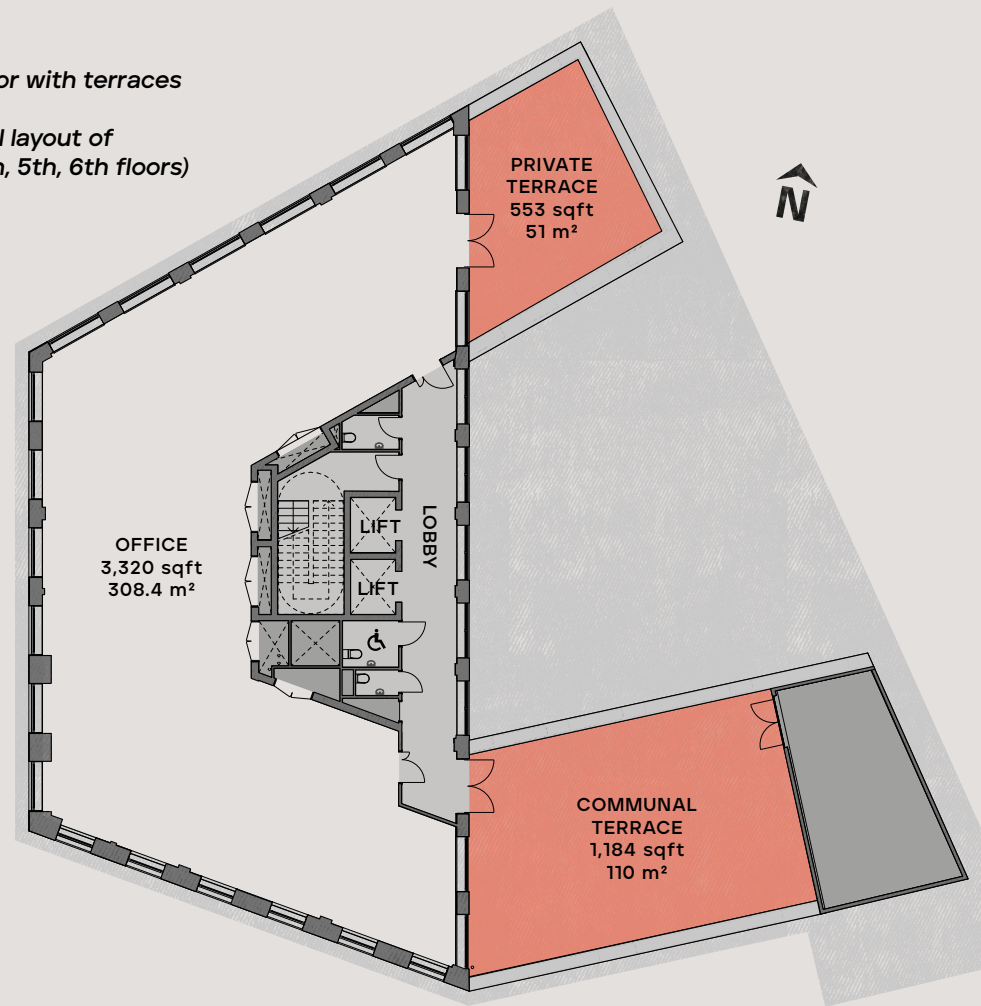 or with terraces
l layout of
, 5th, 6th floors)
PRIVATE
TERRACE
553 sqft
51 m²
N
OFFICE
3,320 sqft
308.4 m²
LIFT
LOBBY
LIFT
COMMUNAL
TERRACE
1,184 sqft
110 m²